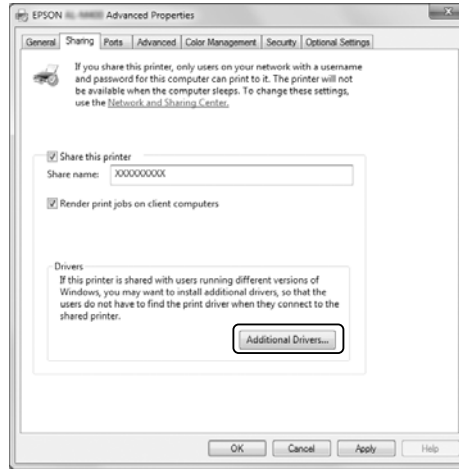 EPSON Advanced Properties
General Sharing Ports Advanced Color Management Security Optional Settings
If you share this printer, only users on your network with a username
and password for this computer can print to it. The printer will not
be available when the computer sleeps. To change these settings,
use the Network and Sharing Center.
Share this printer
Share name: XXXXXXXXX
Render print jobs on client computers
Drivers
If this printer is shared with users running different versions of
Windows, you may want to install additional drivers, so that the
users do not have to find the print driver when they connect to the
shared printer.
Additional Drivers...
OK Cancel Apply Help